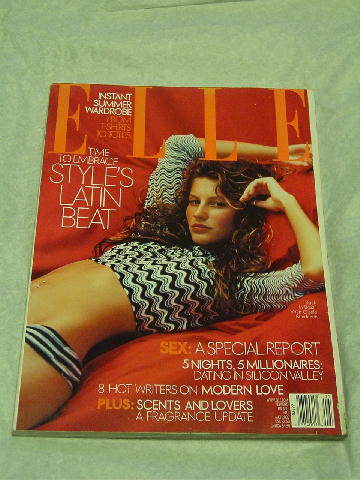 ELLE
INSTANT
SUMMER
WARDROBE
FROM
T-SHIRTS
TO TOTES
TIME
TO EMBRACE
STYLE'S
LATIN
BEAT
SEX: A SPECIAL REPORT
5 NIGHTS, 5 MILLIONAIRES:
DATING IN SILICON VALLEY
8 HOT WRITERS ON MODERN LOVE
PLUS: SCENTS AND LOVERS
A FRAGRANCE UPDATE